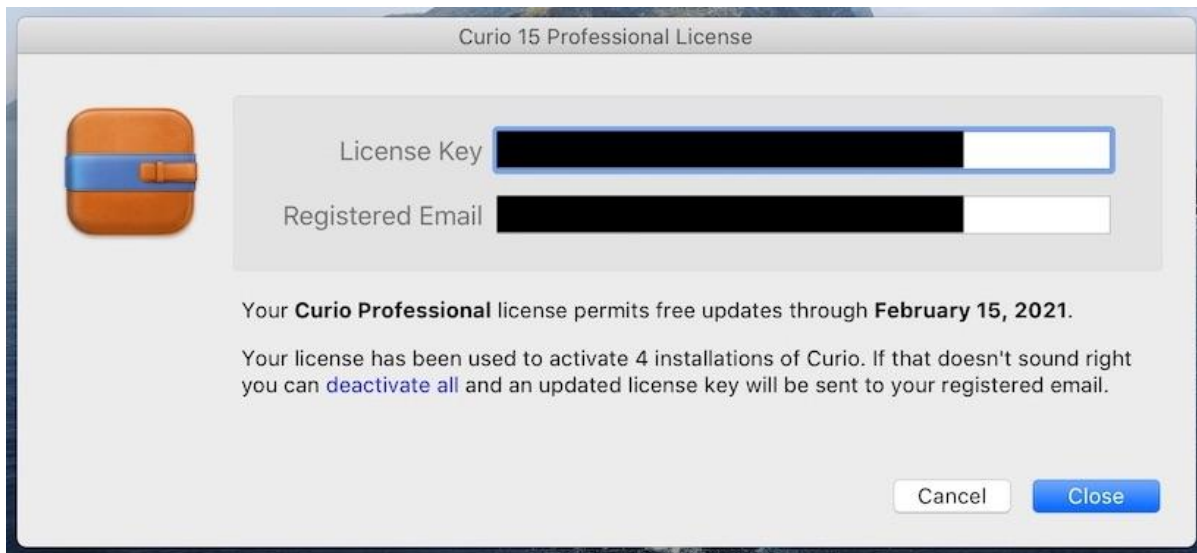 Curio 15 Professional License
License Key
Registered Email
Your Curio Professional license permits free updates through February 15, 2021.
Your license has been used to activate 4 installations of Curio. If that doesn't sound right
you can deactivate all and an updated license key will be sent to your registered email.
Cancel
Close